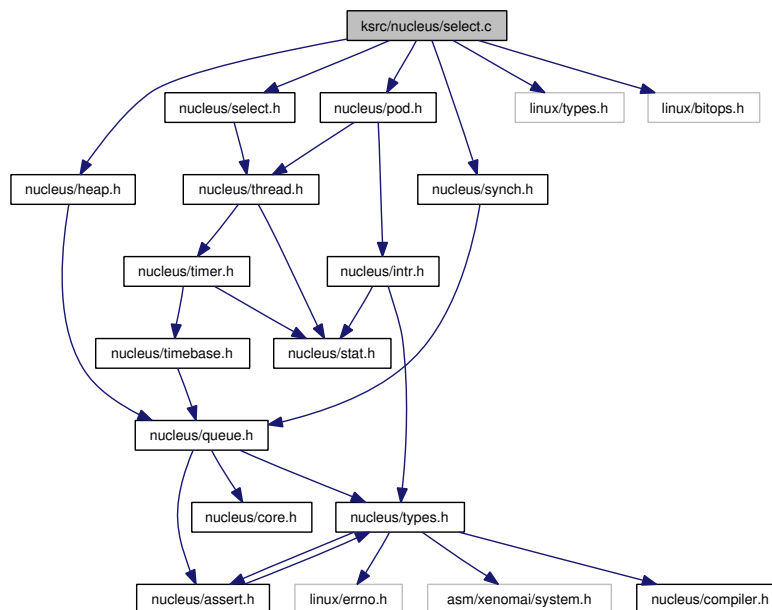 ksrc/nucleus/select.c
nucleus/select.h
nucleus/pod.h
linux/types.h
linux/bitops.h
nucleus/heap.h
nucleus/thread.h
nucleus/synch.h
nucleus/timer.h
nucleus/intr.h
nucleus/timebase.h
nucleus/stat.h
nucleus/queue.h
nucleus/core.h
nucleus/types.h
nucleus/assert.h
linux/errno.h
asm/xenomai/system.h
nucleus/compiler.h